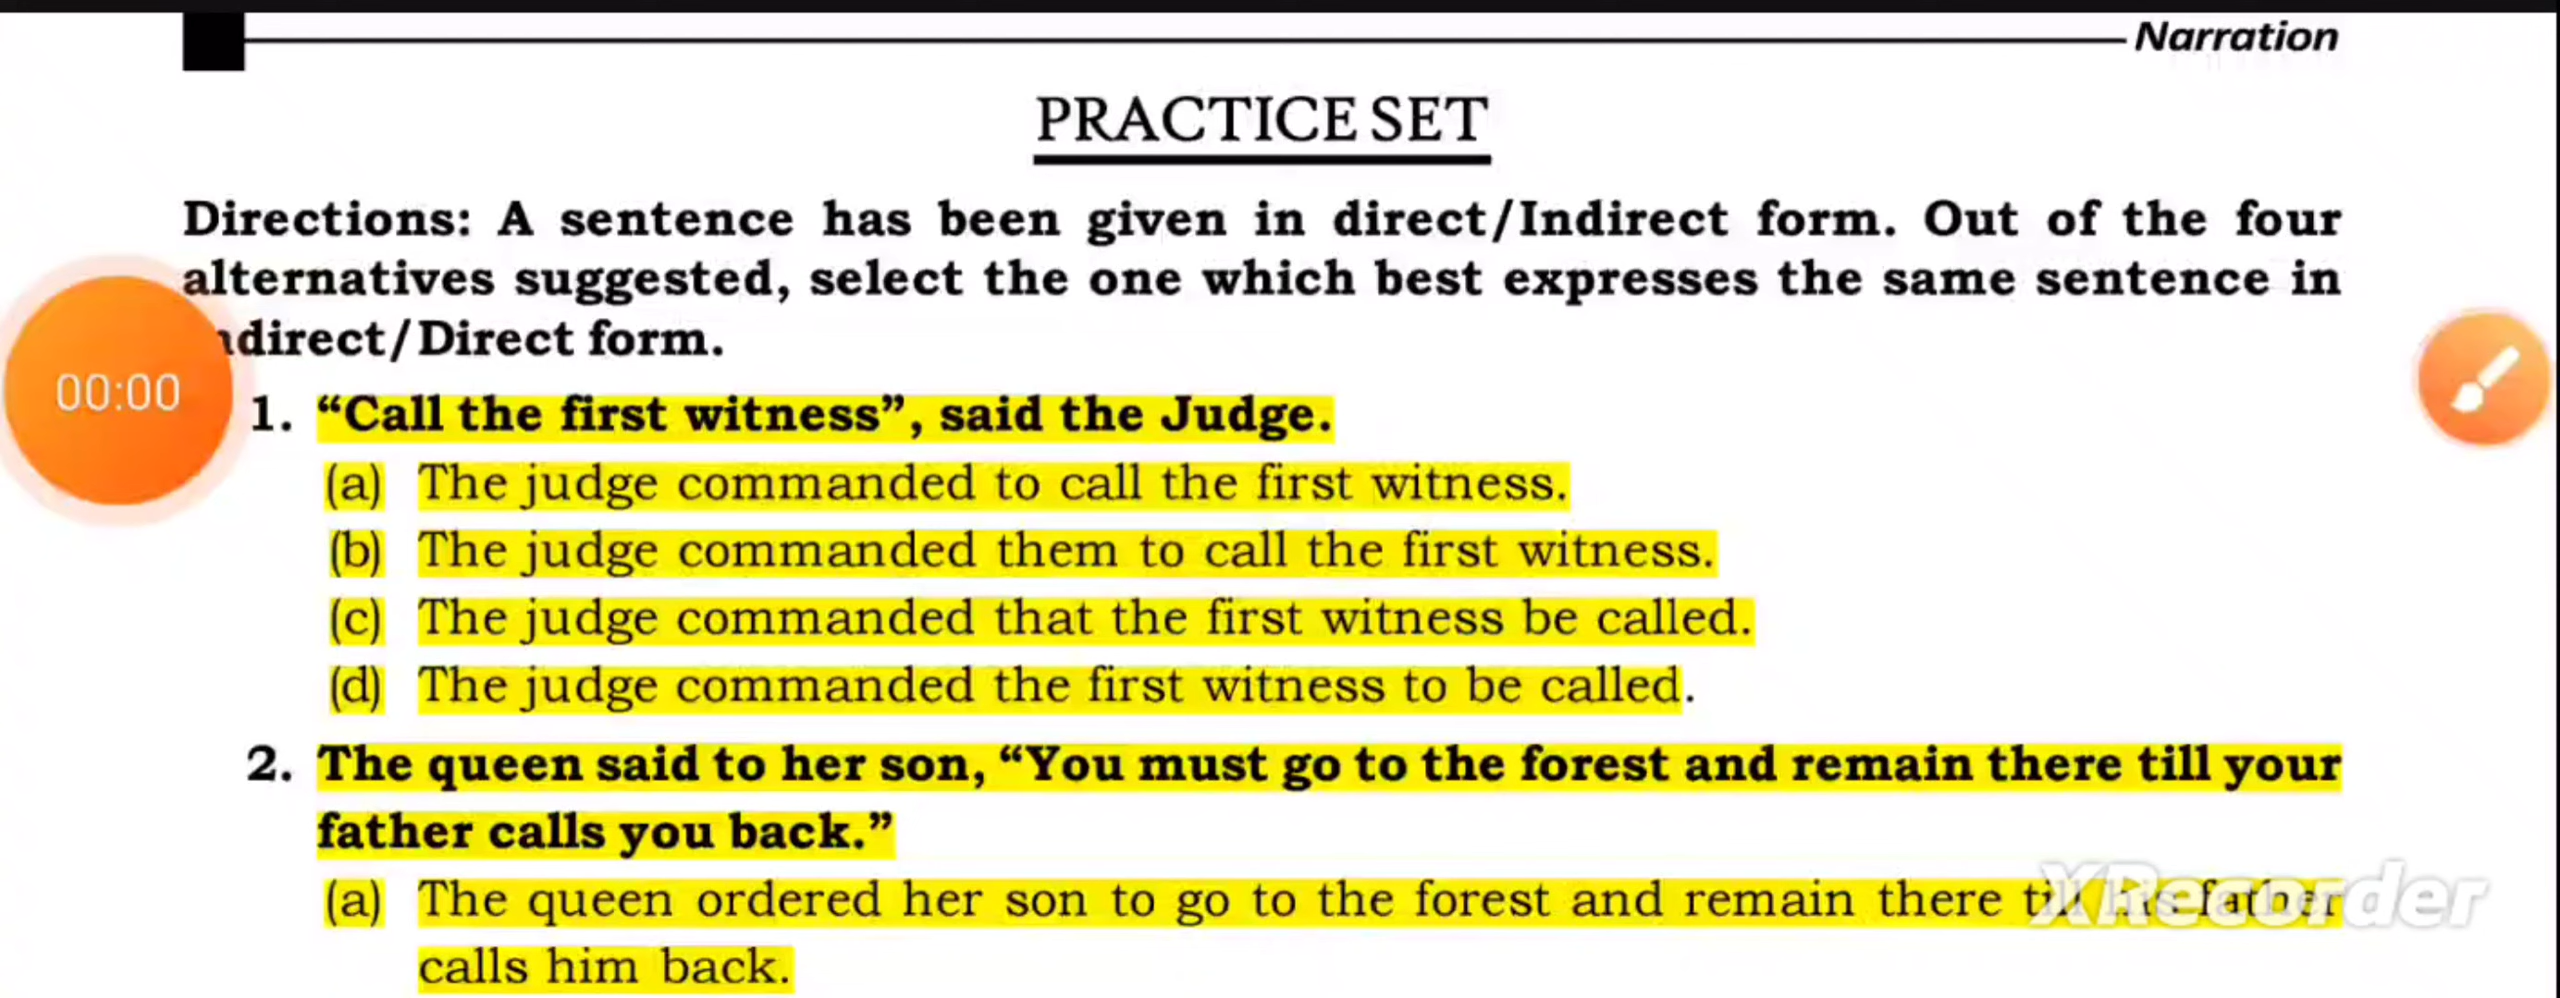 Narration
PRACTICE SET
Directions: A sentence has been given in direct/Indirect form. Out of the four
alternatives suggested, select the one which best expresses the same sentence in
direct/Direct form.
00:00
1. “Call the first witness”, said the Judge.
(a) The judge commanded to call the first witness.
(b) The judge commanded them to call the first witness.
(c) The judge commanded that the first witness be called.
(d) The judge commanded the first witness to be called.
2. The queen said to her son, “You must go to the forest and remain there till your
father calls you back.”
(a) The queen ordered her son to go to the forest and remain there till his father
calls him back.
XRecorder